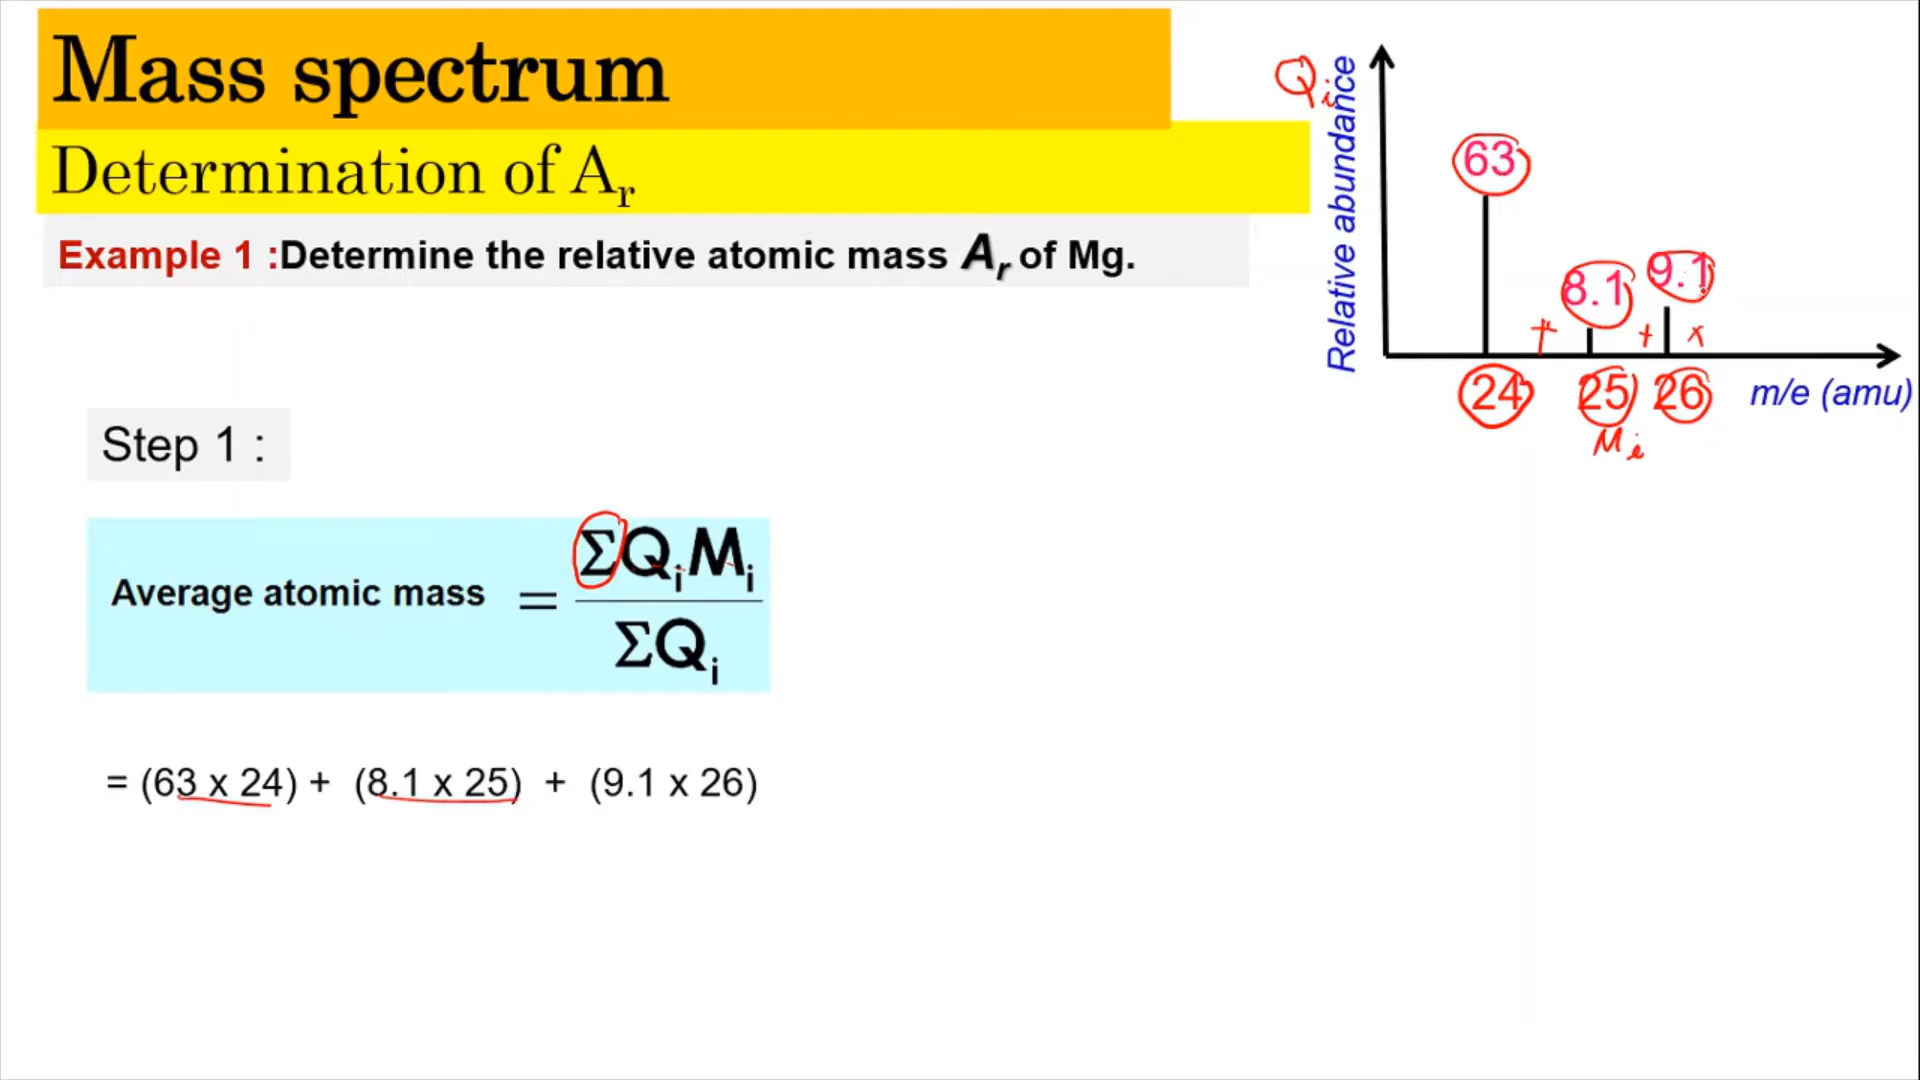 Mass spectrum
Determination of Ar
Example 1 :Determine the relative atomic mass Ar of Mg.
Qi
Relative abundance
63
8.1
9.1
+ + x
24 25 26 m/e (amu)
Mi
Step 1 :
Average atomic mass = ΣQiMi
ΣQi
= (63 x 24) + (8.1 x 25) + (9.1 x 26)